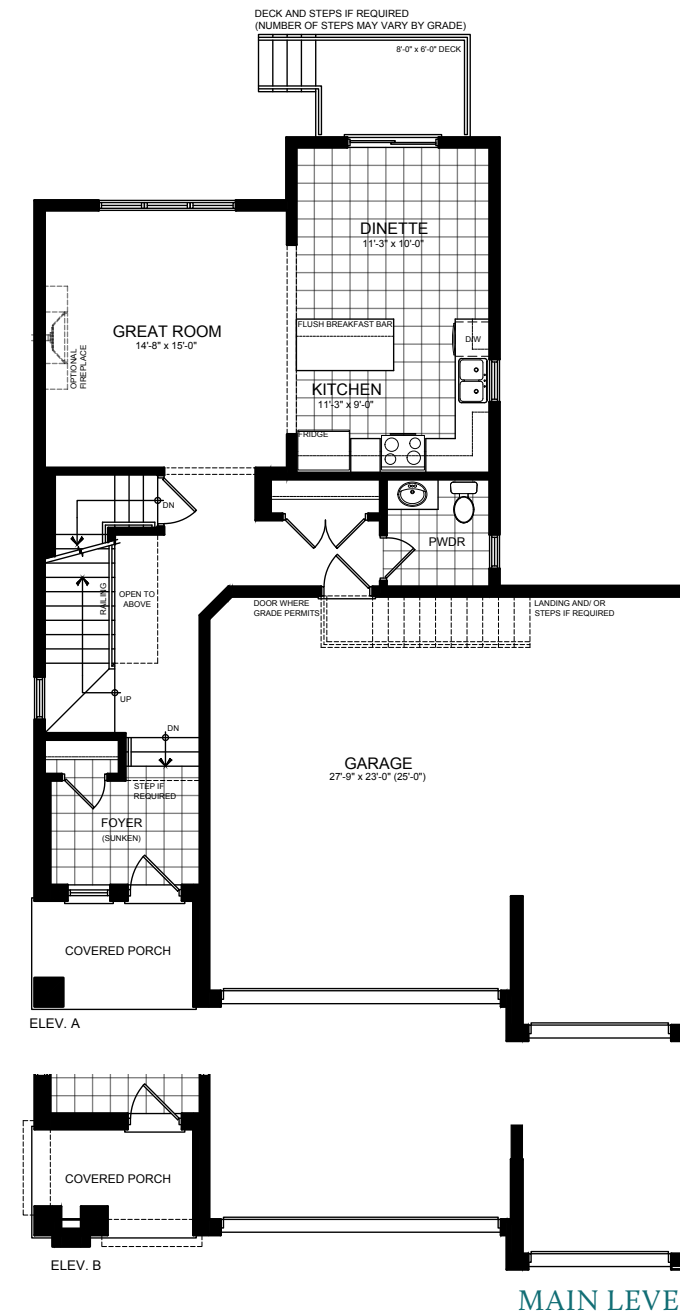 DECK AND STEPS IF REQUIRED
(NUMBER OF STEPS MAY VARY BY GRADE)
8'-0" x 6'-0" DECK
DINETTE
11'-3" x 10'-0"
GREAT ROOM
14'-8" x 15'-0"
OPTIONAL
FIREPLACE
FLUSH BREAKFAST BAR
D/W
KITCHEN
11'-3" x 9'-0"
FRIDGE
DN
PWDR
RAILING
OPEN TO
ABOVE
DOOR WHERE
GRADE PERMITS
LANDING AND/ OR
STEPS IF REQUIRED
UP
DN
GARAGE
27'-9" x 23'-0" (25'-0")
STEP IF
REQUIRED
FOYER
(SUNKEN)
COVERED PORCH
ELEV. A
COVERED PORCH
ELEV. B
MAIN LEVE